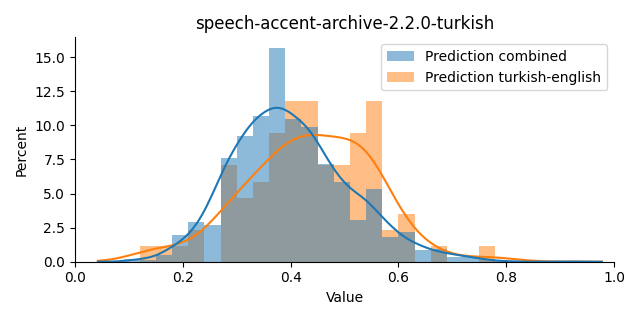 speech-accent-archive-2.2.0-turkish
Prediction combined
Prediction turkish-english
Percent
15.0
12.5
10.0
7.5
5.0
2.5
0.0
0.0 0.2 0.4 0.6 0.8 1.0
Value